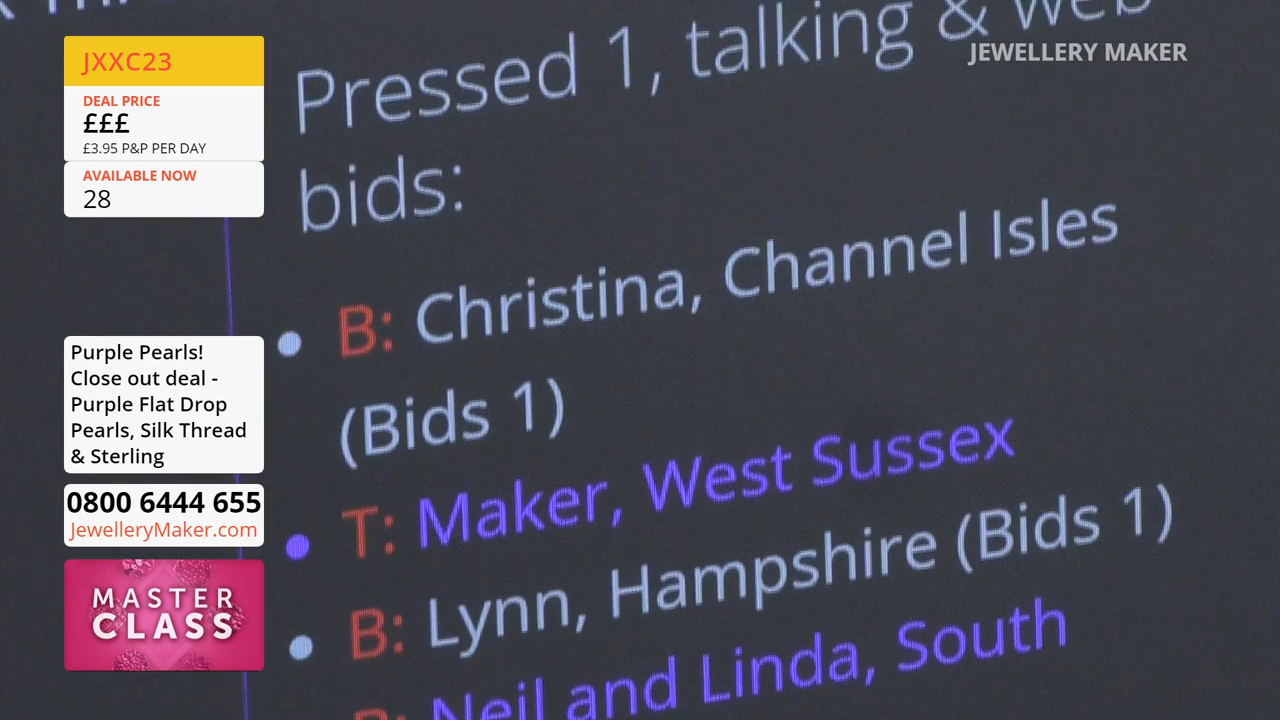 JXXC23
DEAL PRICE
£££
£3.95 P&P PER DAY
AVAILABLE NOW
28
Purple Pearls!
Close out deal -
Purple Flat Drop
Pearls, Silk Thread
& Sterling
0800 6444 655
JewelleryMaker.com
MASTER
CLASS
JEWELLERY MAKER
Pressed 1, talking & web
bids:
B: Christina, Channel Isles
(Bids 1)
T: Maker, West Sussex
B: Lynn, Hampshire (Bids 1)
Neil and Linda, South